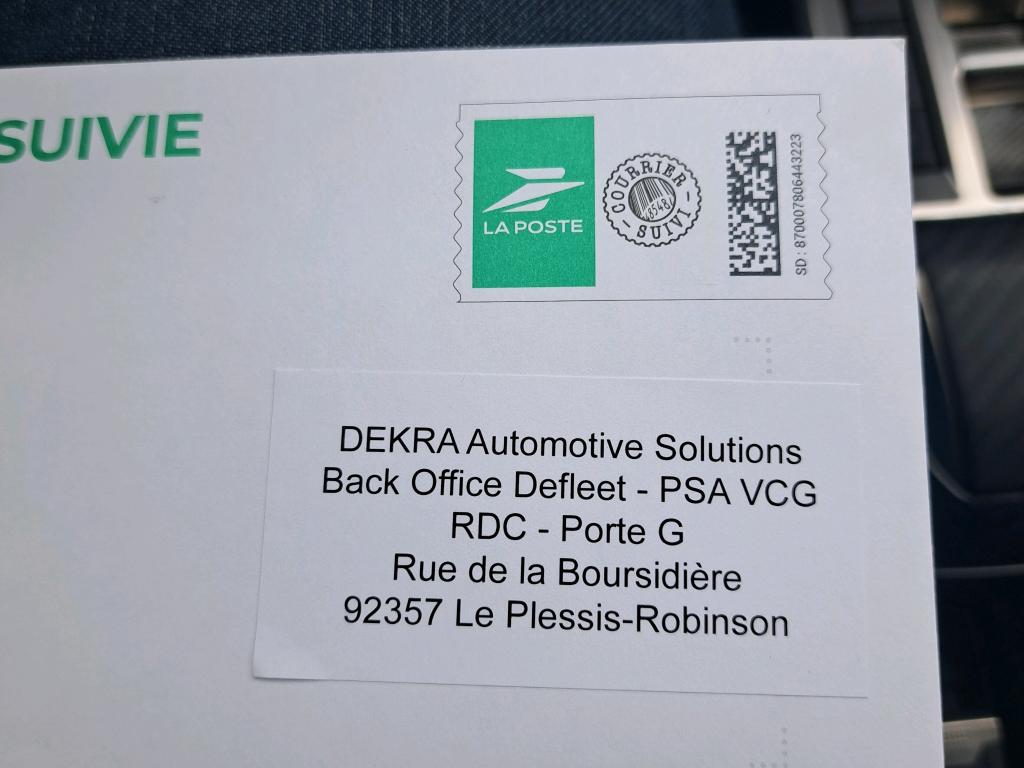 SUIVIE
LA POSTE
COURRIER
SUIVI
SD : 870007806443223
DEKRA Automotive Solutions
Back Office Defleet - PSA VCG
RDC - Porte G
Rue de la Boursidière
92357 Le Plessis-Robinson